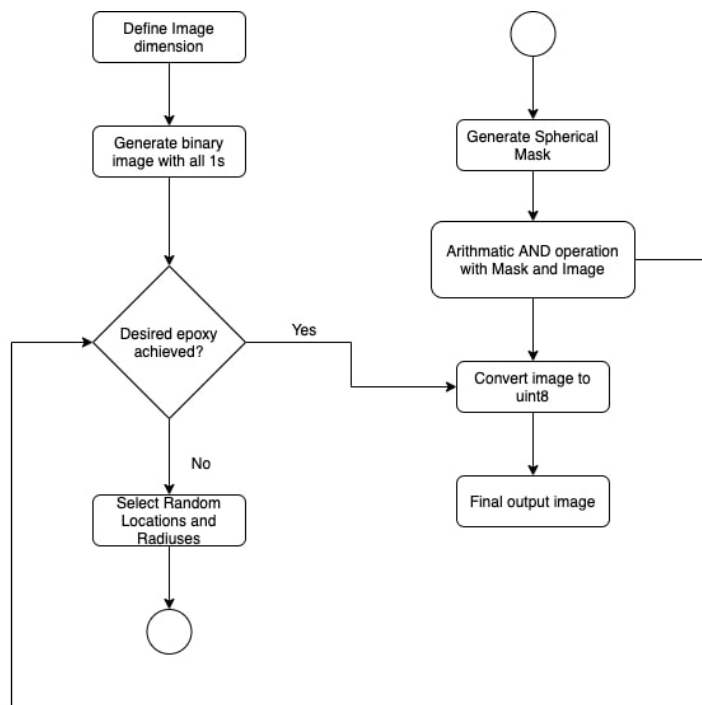 Define Image
dimension
Generate binary
image with all 1s
Desired epoxy
achieved?
Yes
No
Select Random
Locations and
Radiuses
Generate Spherical
Mask
Arithmatic AND operation
with Mask and Image
Convert image to
uint8
Final output image